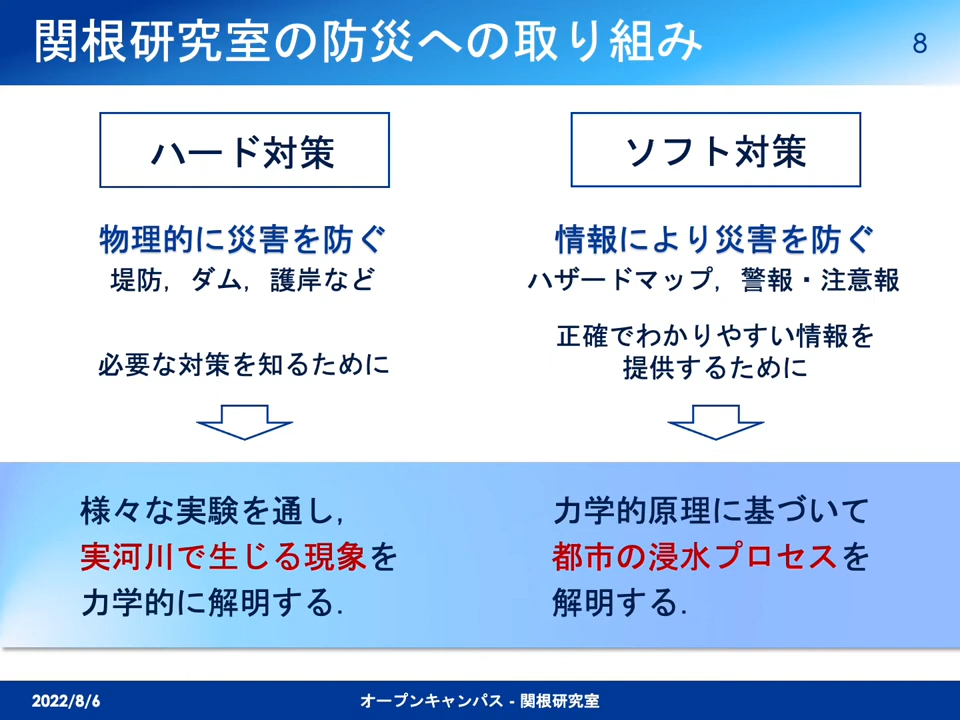 関根研究室の防災への取り組み
8
ハード対策
物理的に災害を防ぐ
堤防, ダム, 護岸など
必要な対策を知るために
様々な実験を通し,
実河川で生じる現象を
力学的に解明する.
ソフト対策
情報により災害を防ぐ
ハザードマップ, 警報・注意報
正確でわかりやすい情報を
提供するために
力学的原理に基づいて
都市の浸水プロセスを
解明する.
2022/8/6
オープンキャンパス - 関根研究室